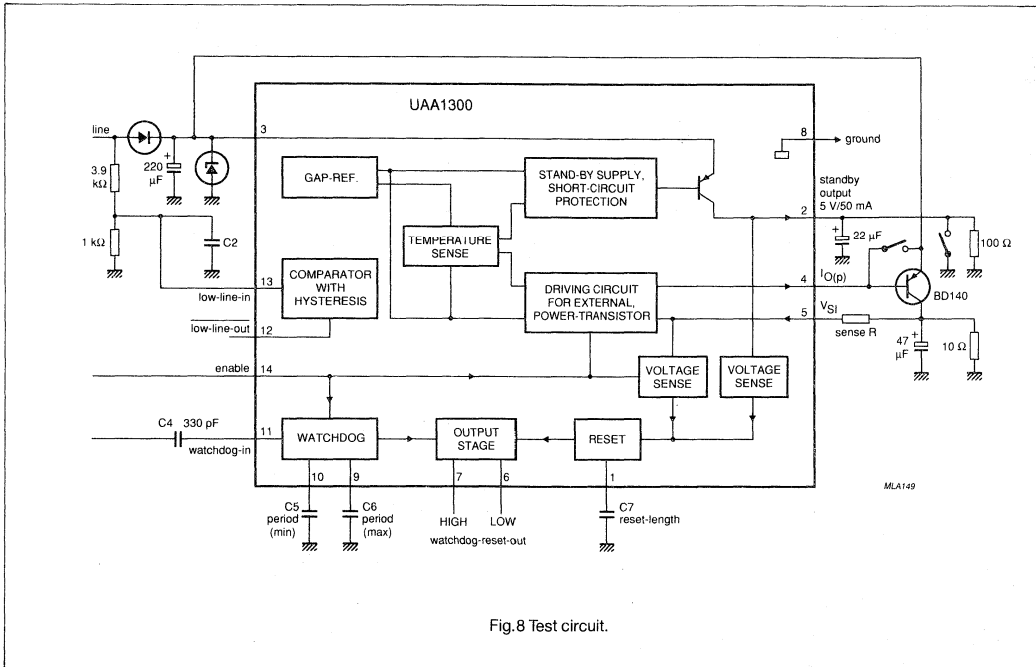 UAA1300
line
3
8
ground
3.9
kΩ
+
220
μF
GAP-REF.
STAND-BY SUPPLY,
SHORT-CIRCUIT
PROTECTION
standby
output
5 V/50 mA
2
1 kΩ
C2
TEMPERATURE
SENSE
+
22 μF
100 Ω
13
low-line-in
COMPARATOR
WITH
HYSTERESIS
DRIVING CIRCUIT
FOR EXTERNAL,
POWER-TRANSISTOR
4
IO(p)
BD140
low-line-out
12
5
VSI
sense R
+
47
μF
10 Ω
enable
14
VOLTAGE
SENSE
VOLTAGE
SENSE
C4 330 pF
11
watchdog-in
WATCHDOG
OUTPUT
STAGE
RESET
10
9
7
6
1
MLA149
C5
period
(min)
C6
period
(max)
HIGH
LOW
watchdog-reset-out
C7
reset-length
Fig.8 Test circuit.